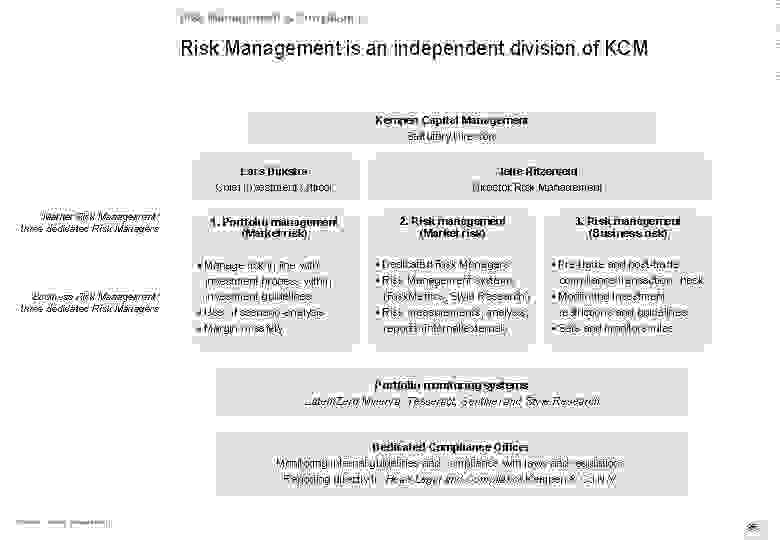 Risk Management & Compliance
Risk Management is an independent division of KCM
Kempen Capital Management
Statutory Directors
Lars Dijkstra
Chief Investment Officer
Director Risk Management
Market Risk Management:
three dedicated Risk Managers
1. Portfolio management
(Market risk)
2. Risk management
(Market risk)
3. Risk management
(Business risk)
• Manage risk in line with
investment process, within
investment guidelines
• Use of scenario analysis
• Margin of safety
• Dedicated Risk Managers
• Risk Management systems
(RiskMetrics, Style Research)
• Risk measurements, analysis,
reports (internal/external)
• Pre-trade and post-trade
compliance/transaction check
• Monitoring investment
restrictions and guidelines
• Sets and monitors rules
Business Risk Management:
three dedicated Risk Managers
Portfolio monitoring systems
LatentZero Minerva, Tesseract, Sentinel and Style Research
Dedicated Compliance Officer
Monitoring internal guidelines and compliance with laws and regulations
Reporting directly to Head Legal and Compliance Kempen & Co N.V.